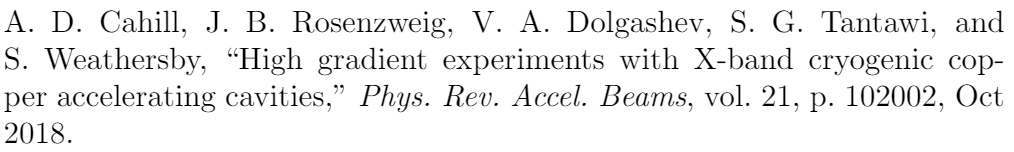 A. D. Cahill, J. B. Rosenzweig, V. A. Dolgashev, S. G. Tantawi, and
S. Weathersby, “High gradient experiments with X-band cryogenic cop-
per accelerating cavities,” Phys. Rev. Accel. Beams, vol. 21, p. 102002, Oct
2018.